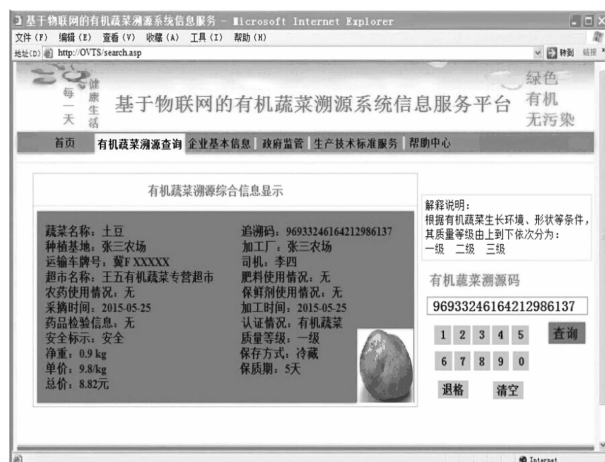 基于物联网的有机蔬菜溯源系统信息服务 - Microsoft Internet Explorer
文件(F) 编辑(E) 查看(V) 收藏(A) 工具(I) 帮助(H)
地址(D) http://OVTS/search.asp 转到 链接
每一天
健康生活
基于物联网的有机蔬菜溯源系统信息服务平台
绿色
有机
无污染
首页 有机蔬菜溯源查询 企业基本信息 政府监管 生产技术标准服务 帮助中心
有机蔬菜溯源综合信息显示
蔬菜名称：土豆 追溯码：96933246164212986137
种植基地：张三农场 加工厂：张三农场
运输车牌号：冀F XXXXX 司机：李四
超市名称：王五有机蔬菜专营超市 肥料使用情况：无
农药使用情况：无 保鲜剂使用情况：无
采摘时间：2015-05-25 加工时间：2015-05-25
药品检验信息：无 认证情况：有机蔬菜
安全标示：安全 质量等级：一级
净重：0.9 kg 保存方式：冷藏
单价：9.8/kg 保质期：5天
总价：8.82元
解释说明：
根据有机蔬菜生长环境、形状等条件，
其质量等级由上到下依次分为：
一级 二级 三级
有机蔬菜溯源码
96933246164212986137
1 2 3 4 5 查询
6 7 8 9 0
退格 清空
Internet